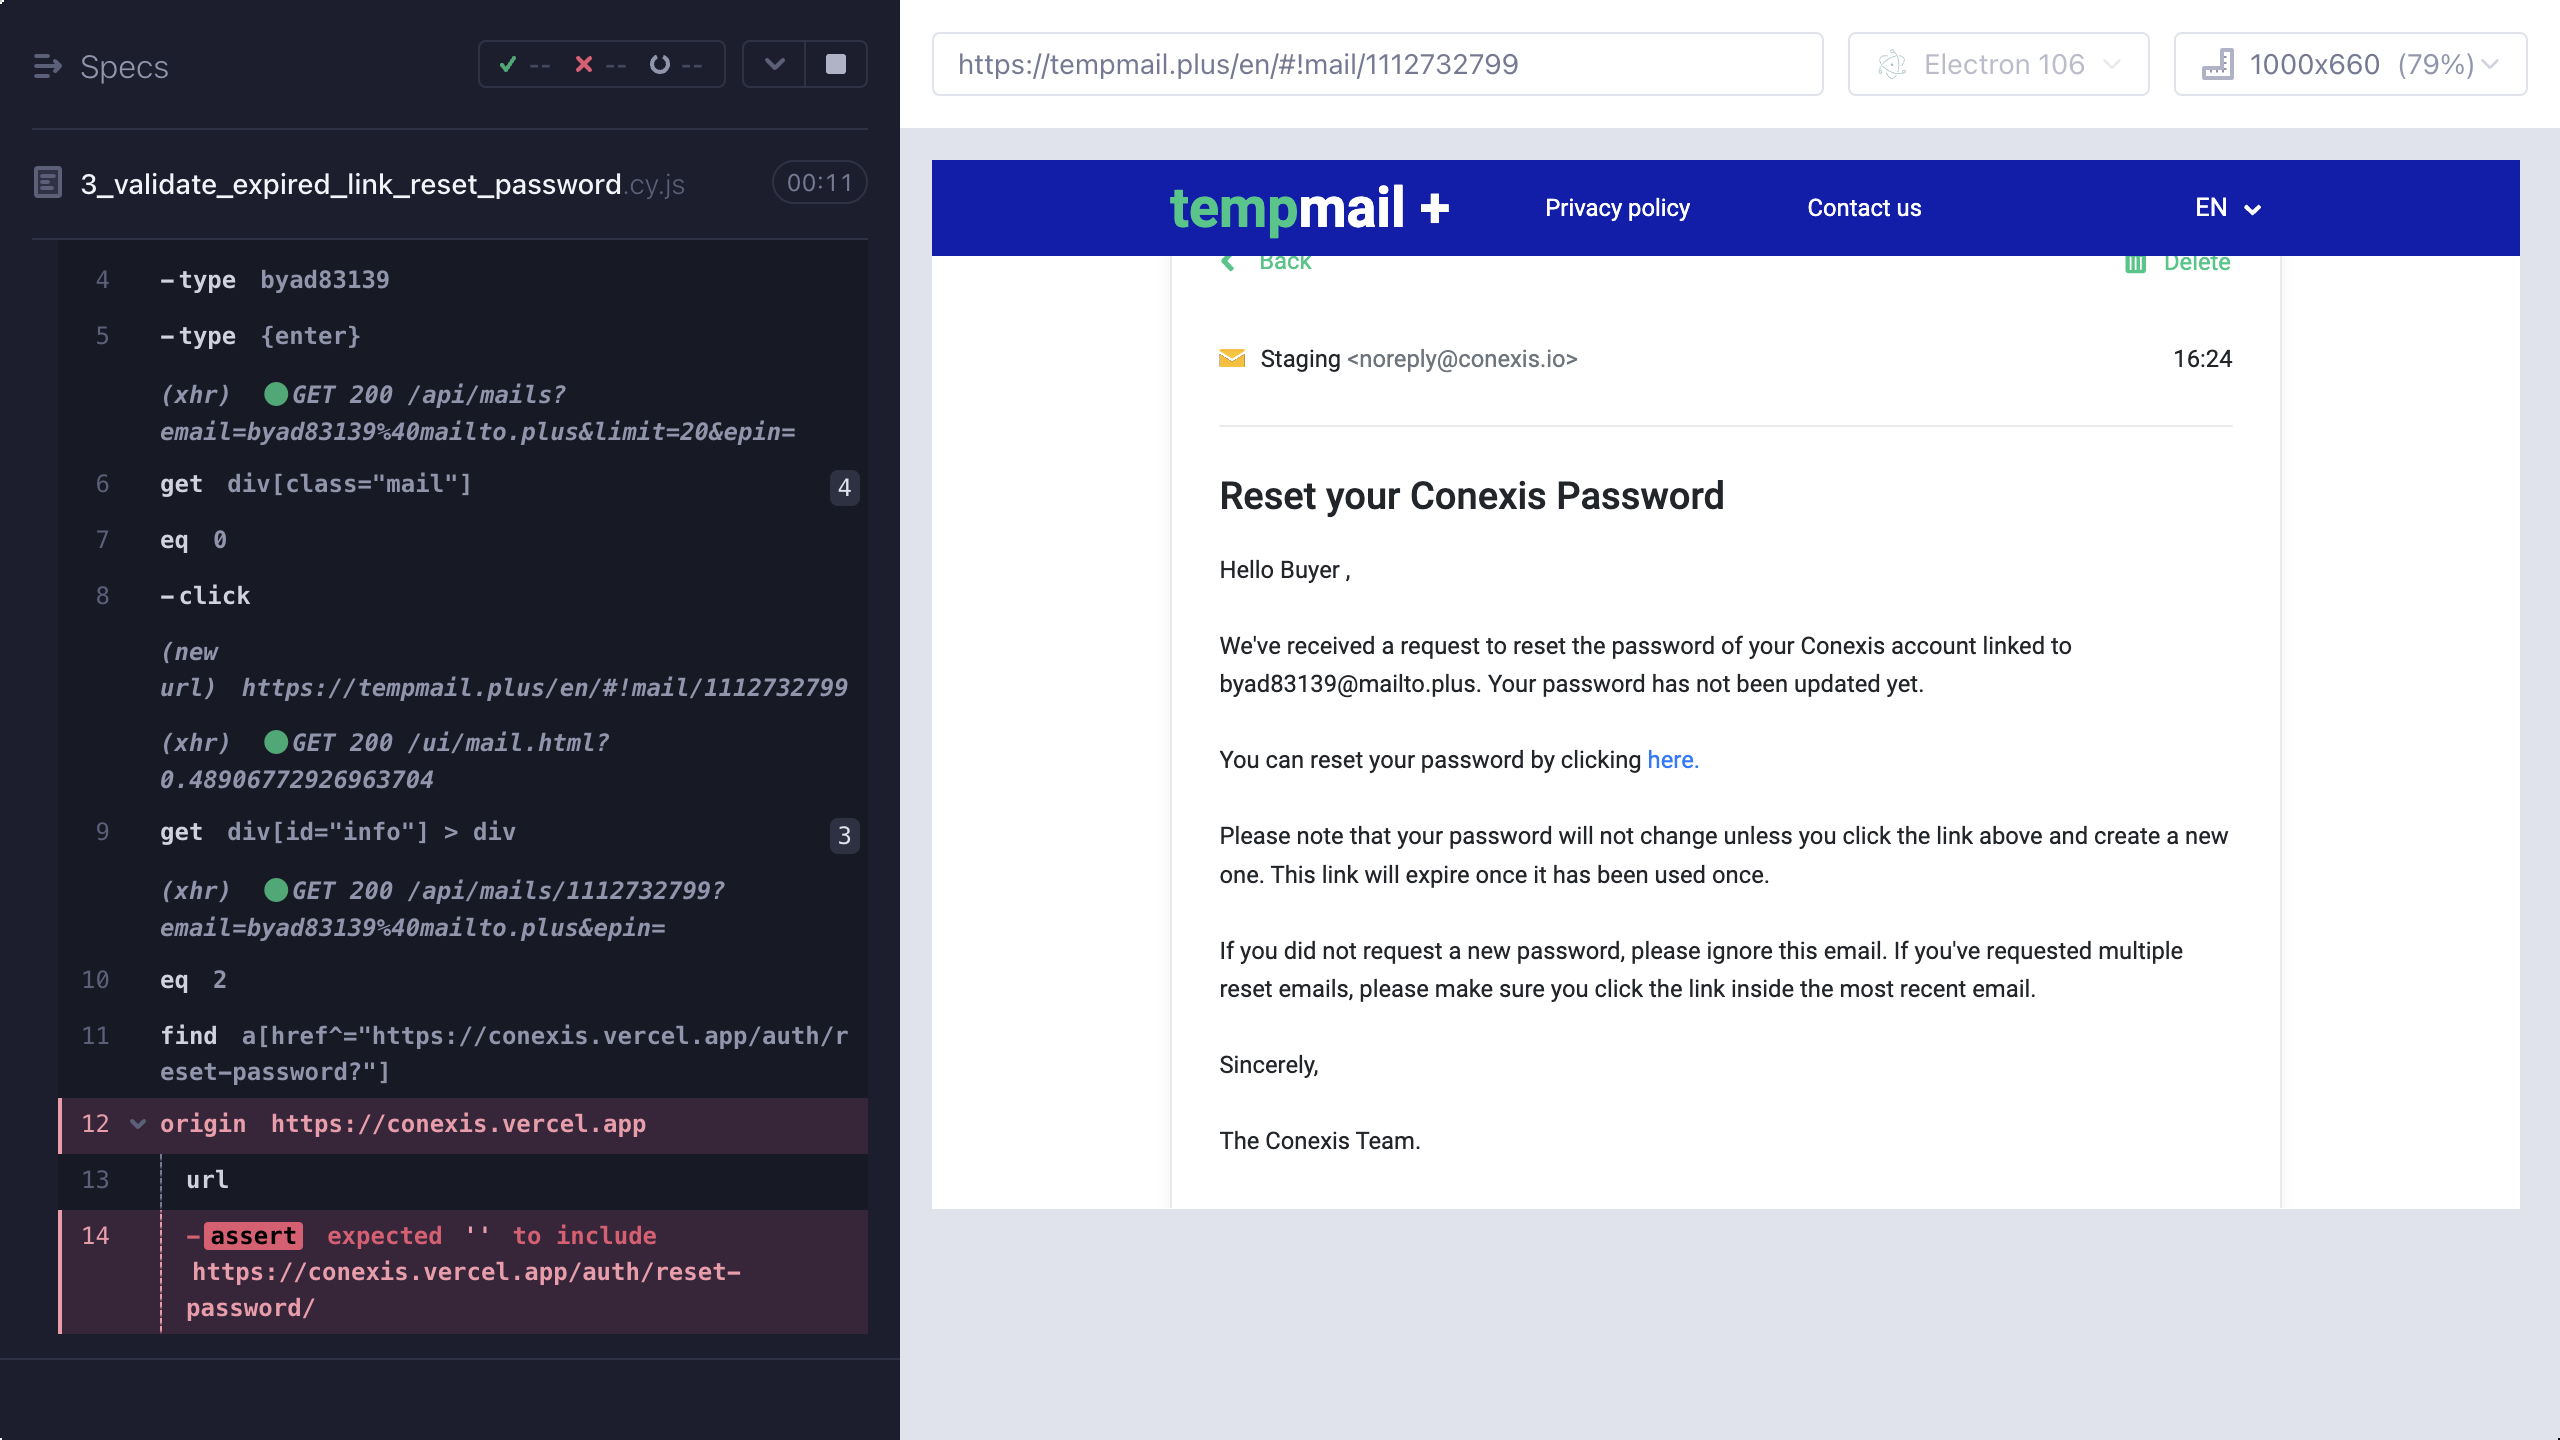 Specs
-- -- --
3_validate_expired_link_reset_password.cy.js
00:11
4 -type byad83139
5 -type {enter}
(xhr) GET 200 /api/mails?
email=byad83139%40mailto.plus&limit=20&epin=
6 get div[class="mail"] 4
7 eq 0
8 -click
(new
url) https://tempmail.plus/en/#!mail/1112732799
(xhr) GET 200 /ui/mail.html?
0.48906772926963704
9 get div[id="info"] > div 3
(xhr) GET 200 /api/mails/1112732799?
email=byad83139%40mailto.plus&epin=
10 eq 2
11 find a[href^="https://conexis.vercel.app/auth/r
eset-password?"]
12 origin https://conexis.vercel.app
13 url
14 -assert expected '' to include
https://conexis.vercel.app/auth/reset-
password/
https://tempmail.plus/en/#!mail/1112732799
Electron 106
1000x660 (79%)
tempmail +
Privacy policy
Contact us
EN
Back
Delete
Staging <noreply@conexis.io>
16:24
Reset your Conexis Password
Hello Buyer ,
We've received a request to reset the password of your Conexis account linked to
byad83139@mailto.plus. Your password has not been updated yet.
You can reset your password by clicking here.
Please note that your password will not change unless you click the link above and create a new
one. This link will expire once it has been used once.
If you did not request a new password, please ignore this email. If you've requested multiple
reset emails, please make sure you click the link inside the most recent email.
Sincerely,
The Conexis Team.